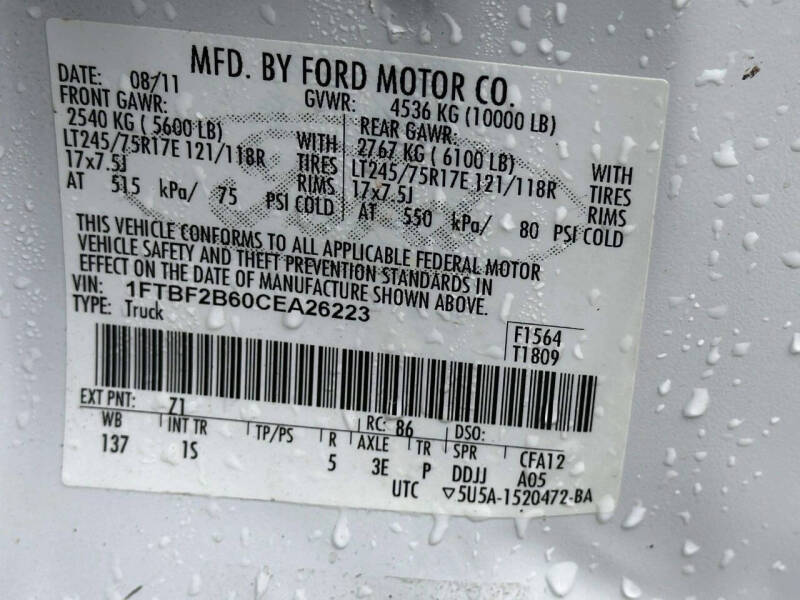 MFD. BY FORD MOTOR CO.
DATE: 08/11 GVWR: 4536 KG (10000 LB)
FRONT GAWR: REAR GAWR:
2540 KG ( 5600 LB) WITH 2767 KG ( 6100 LB) WITH
LT245/75R17E 121/118R TIRES LT245/75R17E 121/118R TIRES
17x7.5J RIMS 17x7.5J RIMS
AT 515 kPa/ 75 PSI COLD AT 550 kPa/ 80 PSI COLD
THIS VEHICLE CONFORMS TO ALL APPLICABLE FEDERAL MOTOR
VEHICLE SAFETY AND THEFT PREVENTION STANDARDS IN
EFFECT ON THE DATE OF MANUFACTURE SHOWN ABOVE.
VIN: 1FTBF2B60CEA26223
TYPE: Truck
F1564
T1809
EXT PNT: Z1 RC: 86 DSO:
WB INT TR TP/PS R AXLE TR SPR CFA12
137 1S 5 3E P DDJJ A05
UTC ▽5U5A-1520472-BA